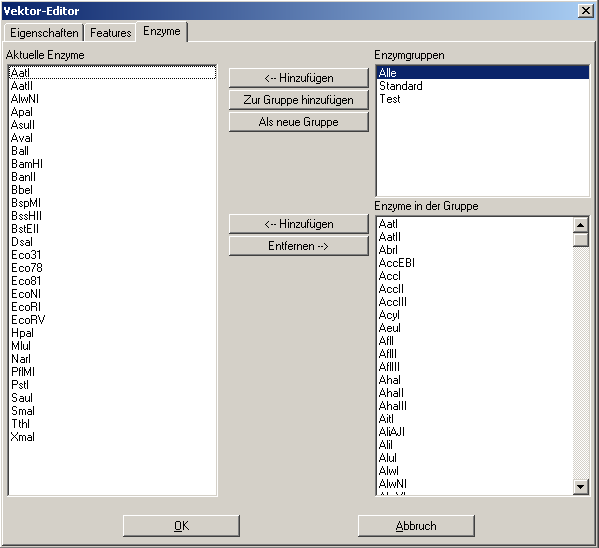 Vektor-Editor
Eigenschaften Features Enzyme
Aktuelle Enzyme
AatI
AatII
AlwNI
ApaI
AsuII
AvaI
BalI
BamHI
BanII
BbeI
BspMI
BssHII
BstEII
DsaI
Eco31
Eco78
Eco81
EcoNI
EcoRI
EcoRV
HpaI
MluI
NarI
PflMI
PstI
SauI
SmaI
TthI
XmaI
<-- Hinzufügen
Zur Gruppe hinzufügen
Als neue Gruppe
<-- Hinzufügen
Entfernen -->
Enzymgruppen
Alle
Standard
Test
Enzyme in der Gruppe
AatI
AatII
AbrI
AccEBI
AccI
AccII
AccIII
AcyI
AeuI
AflI
AflII
AflIII
AhaI
AhaII
AhaIII
AitI
AliAJI
AliI
AluI
AlwI
AlwNI
OK
Abbruch